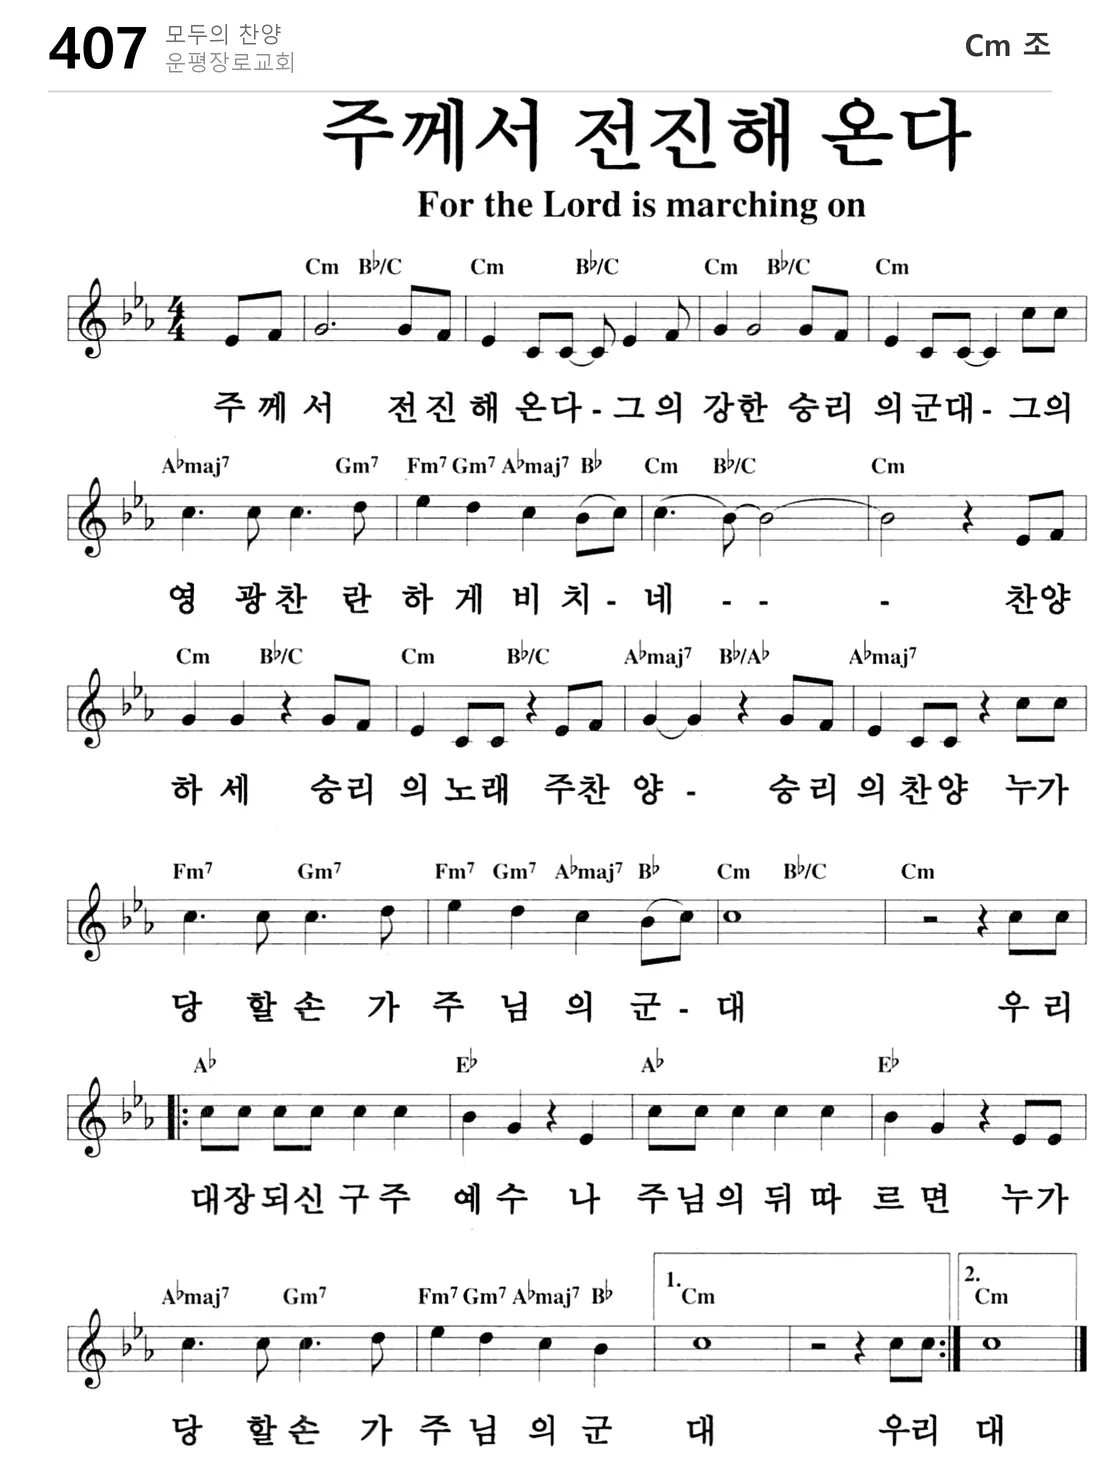 407 모두의 찬양
운평장로교회
Cm 조
주께서 전진해 온다
For the Lord is marching on
Cm B♭/C Cm B♭/C Cm B♭/C Cm
주 께 서 전 진 해 온 다 - 그 의 강 한 승 리 의 군 대 - 그 의
A♭maj7 Gm7 Fm7 Gm7 A♭maj7 B♭ Cm B♭/C Cm
영 광 찬 란 하 게 비 치 - 네 - - - 찬 양
Cm B♭/C Cm B♭/C A♭maj7 B♭/A♭ A♭maj7
하 세 승 리 의 노 래 주 찬 양 - 승 리 의 찬 양 누 가
Fm7 Gm7 Fm7 Gm7 A♭maj7 B♭ Cm B♭/C Cm
당 할 손 가 주 님 의 군 - 대 우 리
A♭ E♭ A♭ E♭
대 장 되 신 구 주 예 수 나 주 님 의 뒤 따 르 면 누 가
1. 2.
A♭maj7 Gm7 Fm7 Gm7 A♭maj7 B♭ Cm Cm
당 할 손 가 주 님 의 군 대 우 리 대